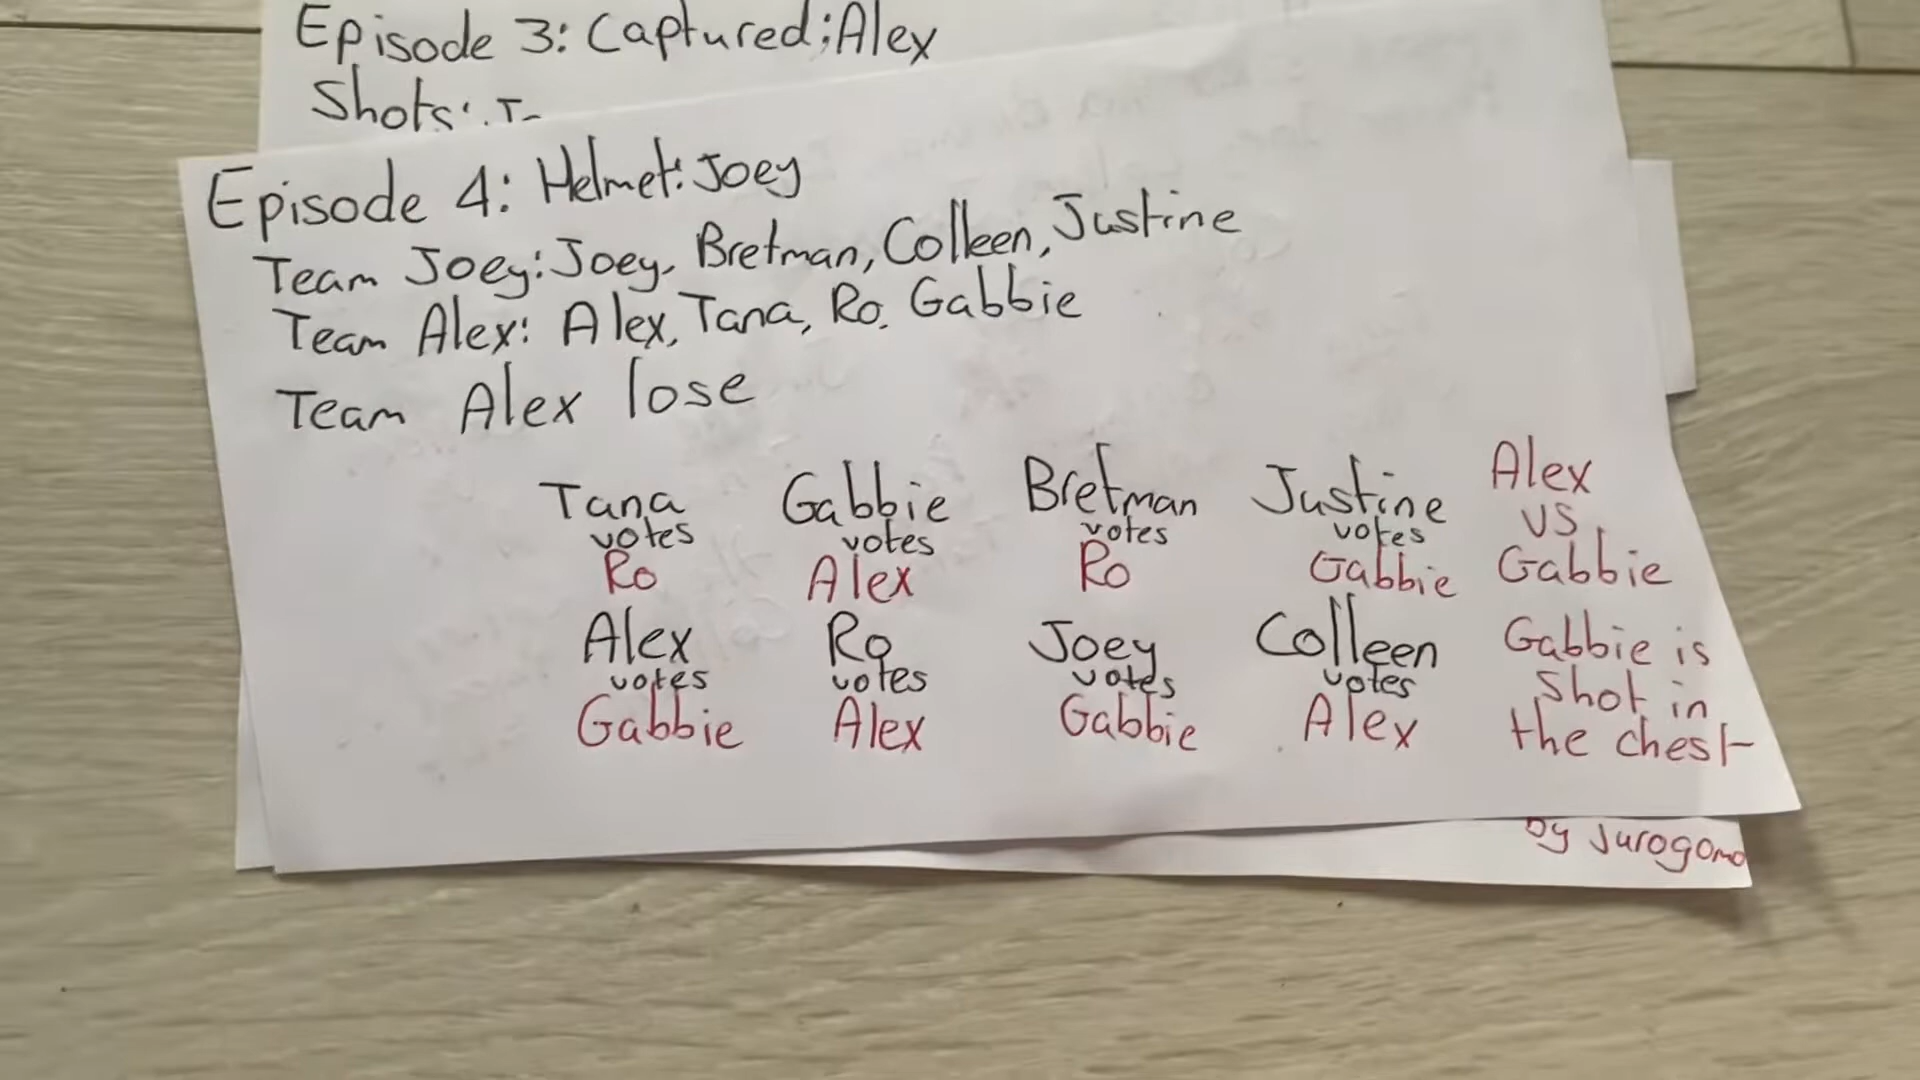 Episode 3: Captured: Alex
Shots:
Episode 4: Helmet: Joey
Team Joey: Joey, Bretman, Colleen, Justine
Team Alex: Alex, Tana, Ro, Gabbie
Team Alex lose
Tana votes Ro
Gabbie votes Alex
Bretman votes Ro
Justine votes Gabbie
Alex vs Gabbie
Alex votes Gabbie
Ro votes Alex
Joey votes Gabbie
Colleen votes Alex
Gabbie is shot in the chest
by Jurogoma